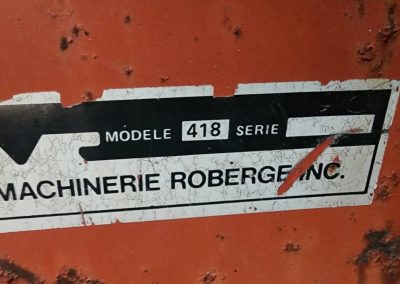 MODELE 418 SERIE
MACHINERIE ROBERGE INC.